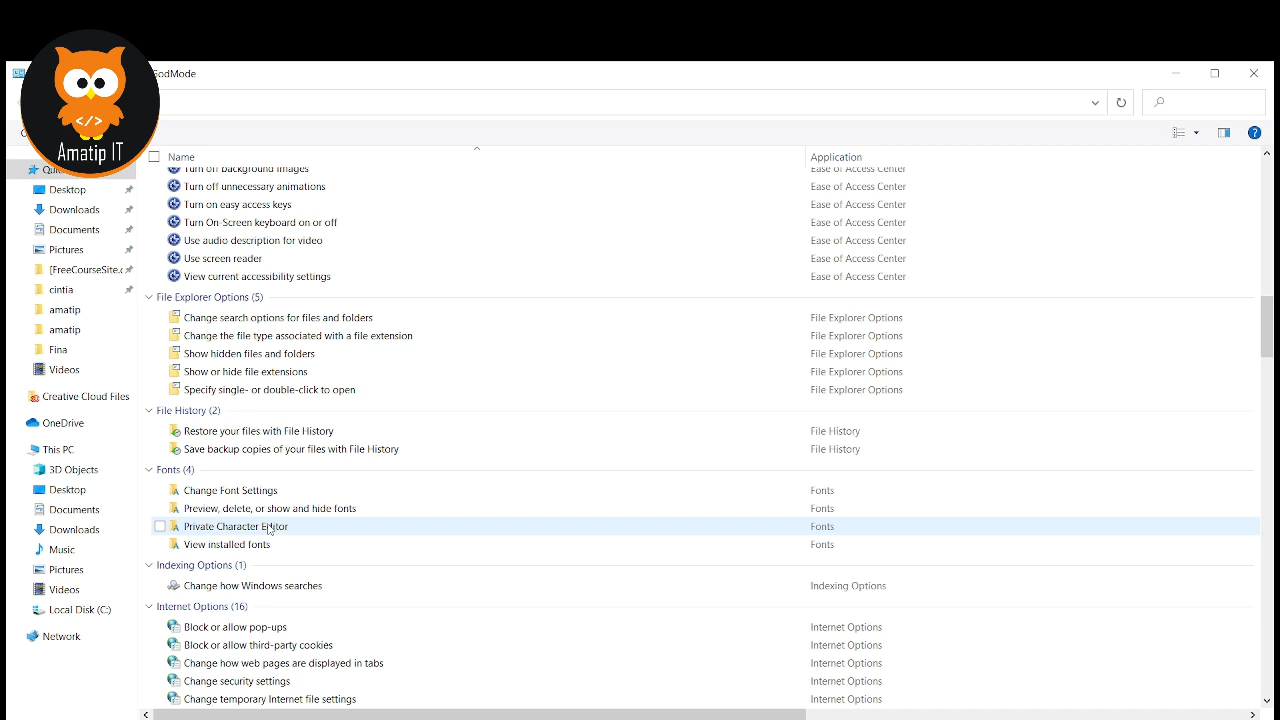 GodMode
</>
Amatip IT
Name
Application
Turn off background images
Ease of Access Center
Turn off unnecessary animations
Ease of Access Center
Turn on easy access keys
Ease of Access Center
Turn On-Screen keyboard on or off
Ease of Access Center
Use audio description for video
Ease of Access Center
Use screen reader
Ease of Access Center
View current accessibility settings
Ease of Access Center
File Explorer Options (5)
Change search options for files and folders
File Explorer Options
Change the file type associated with a file extension
File Explorer Options
Show hidden files and folders
File Explorer Options
Show or hide file extensions
File Explorer Options
Specify single- or double-click to open
File Explorer Options
File History (2)
Restore your files with File History
File History
Save backup copies of your files with File History
File History
Fonts (4)
Change Font Settings
Fonts
Preview, delete, or show and hide fonts
Fonts
Private Character Editor
Fonts
View installed fonts
Fonts
Indexing Options (1)
Change how Windows searches
Indexing Options
Internet Options (16)
Block or allow pop-ups
Internet Options
Block or allow third-party cookies
Internet Options
Change how web pages are displayed in tabs
Internet Options
Change security settings
Internet Options
Change temporary Internet file settings
Internet Options
Desktop
Downloads
Documents
Pictures
[FreeCourseSite.c
cintia
amatip
amatip
Fina
Videos
Creative Cloud Files
OneDrive
This PC
3D Objects
Desktop
Documents
Downloads
Music
Pictures
Videos
Local Disk (C:)
Network